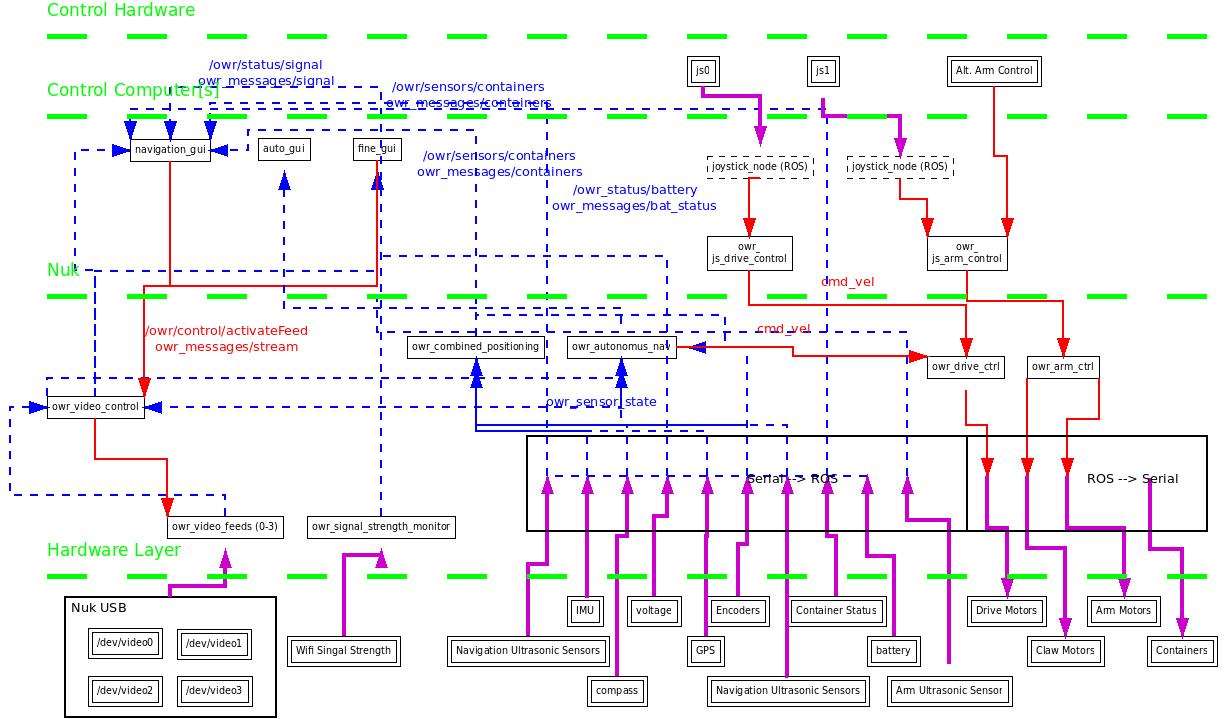 Control Hardware
/owr/status/signal
owr_messages/signal
js0
js1
Alt. Arm Control
Control Computer[s]
/owr/sensors/containers
owr_messages/containers
navigation_gui
auto_gui
fine_gui
/owr/sensors/containers
owr_messages/containers
joystick_node (ROS)
joystick_node (ROS)
/owr_status/battery
owr_messages/bat_status
owr_
js_drive_control
owr_
js_arm_control
Nuk
cmd_vel
/owr/control/activateFeed
owr_messages/stream
cmd_vel
owr_combined_positioning
owr_autonomus_nav
owr_drive_ctrl
owr_arm_ctrl
owr_video_control
owr_sensor_state
Serial--> ROS
ROS --> Serial
owr_video_feeds (0-3)
owr_signal_strength_monitor
Hardware Layer
Nuk USB
IMU
voltage
Encoders
Container Status
Drive Motors
Arm Motors
/dev/video0
/dev/video1
Wifi Singal Strength
Navigation Ultrasonic Sensors
GPS
battery
Claw Motors
Containers
/dev/video2
/dev/video3
compass
Navigation Ultrasonic Sensors
Arm Ultrasonic Sensor